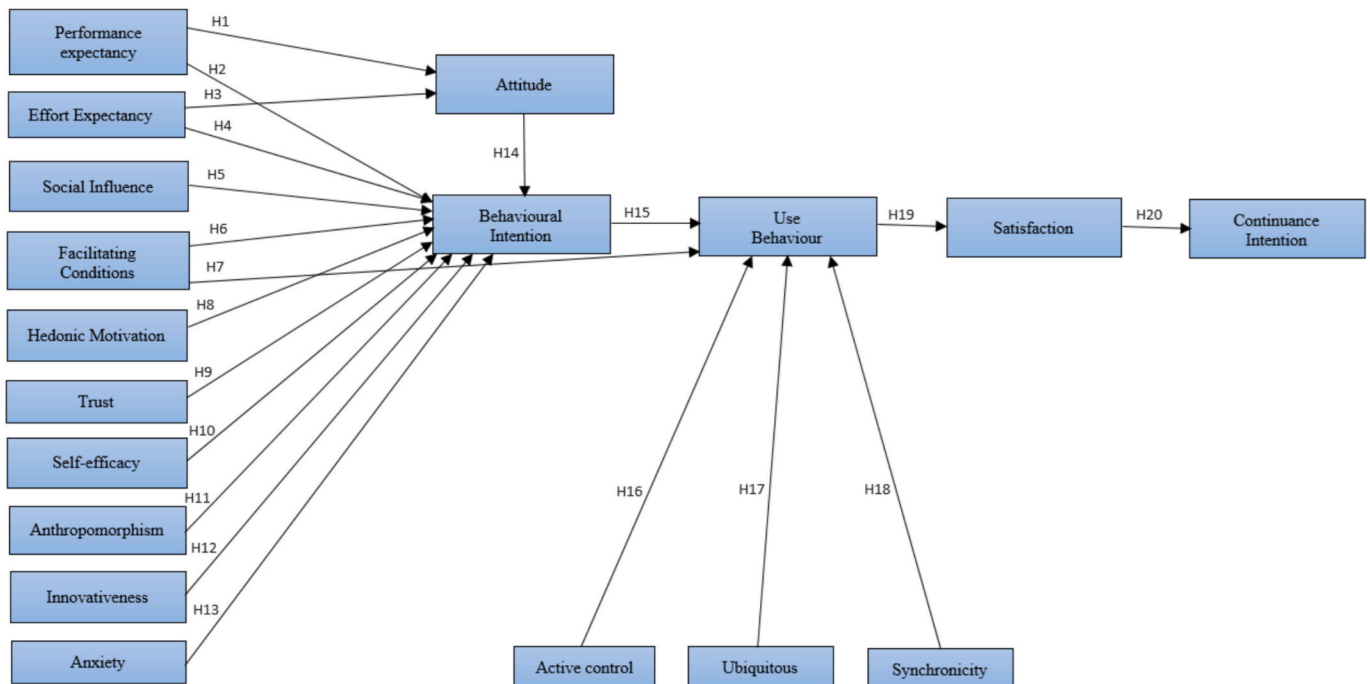 Performance
expectancy
H1
H2
Attitude
Effort Expectancy
H3
H4
H14
Social Influence
H5
Behavioural
Intention
H15
Use
Behaviour
H19
Satisfaction
H20
Continuance
Intention
Facilitating
Conditions
H6
H7
Hedonic Motivation
H8
Trust
H9
Self-efficacy
H10
Anthropomorphism
H11
Innovativeness
H12
Anxiety
H13
H16
H17
H18
Active control
Ubiquitous
Synchronicity